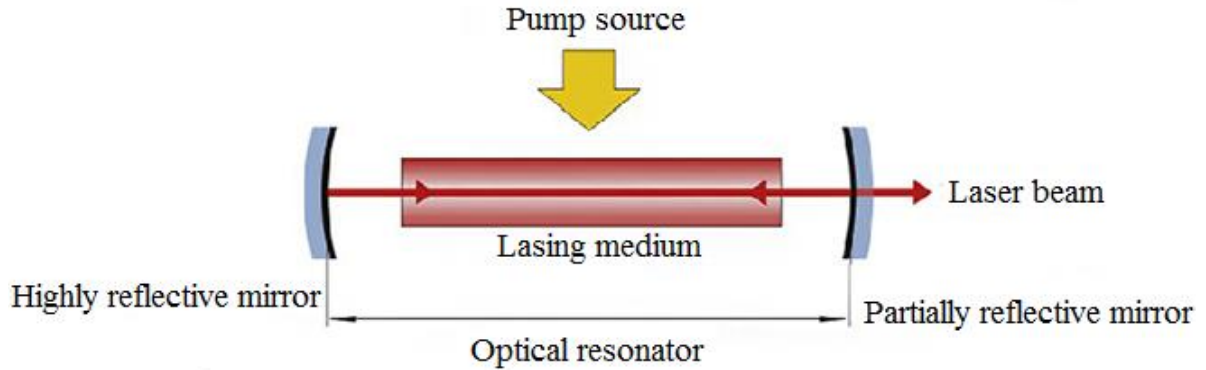 Pump source
Laser beam
Lasing medium
Highly reflective mirror
Partially reflective mirror
Optical resonator